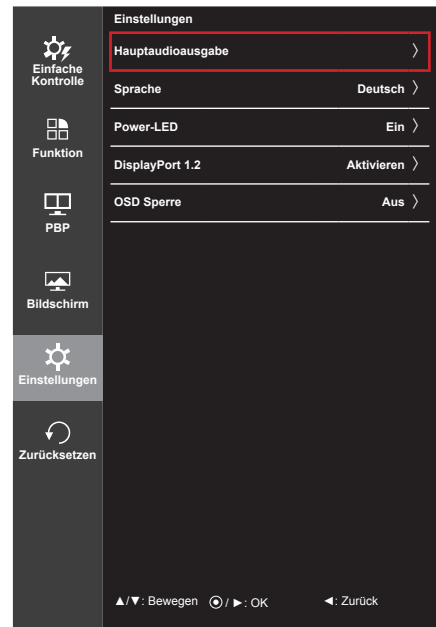 Einfache
Kontrolle
Funktion
PBP
Bildschirm
Einstellungen
Zurücksetzen
Einstellungen
Hauptaudioausgabe 〉
Sprache Deutsch 〉
Power-LED Ein 〉
DisplayPort 1.2 Aktivieren 〉
OSD Sperre Aus 〉
▲/▼: Bewegen ◉/ ►: OK ◄: Zurück